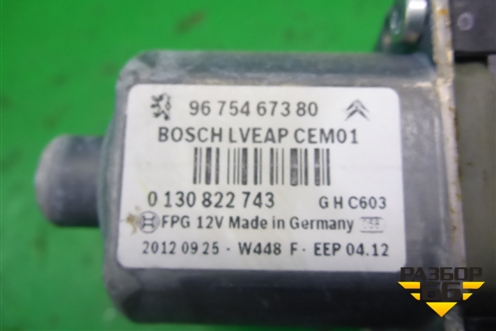 96 754 673 80
BOSCH LVEAP CEM01
0 130 822 743 G H C603
FPG 12V Made in Germany
2012 09 25 - W448 F - EEP 04.12
РАЗБОР
66